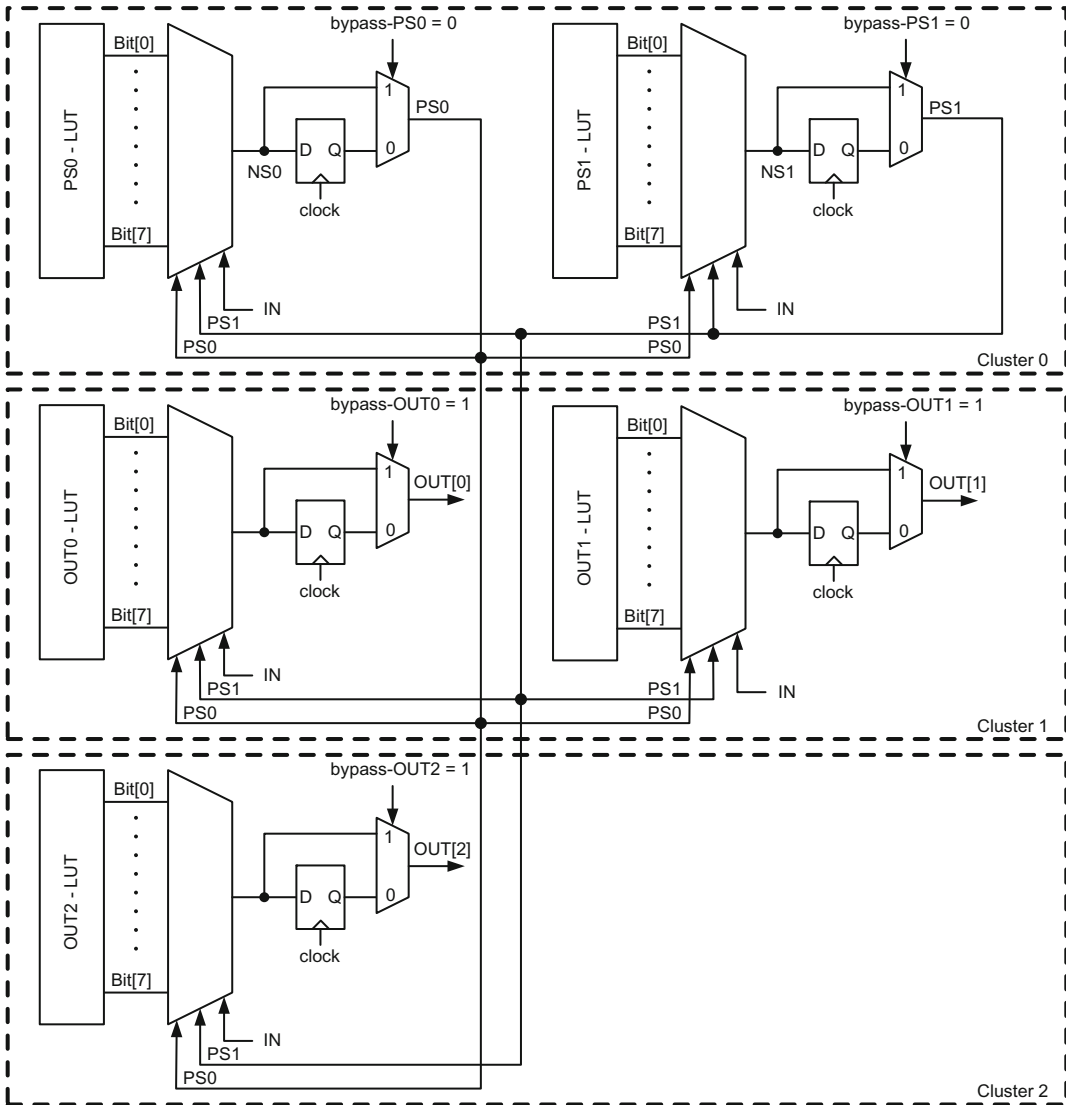 bypass-PS0 = 0
Bit[0]
PS0 - LUT
1
PS0
D Q
0
NS0
clock
Bit[7]
IN
PS1
PS0
bypass-PS1 = 0
Bit[0]
PS1 - LUT
1
PS1
D Q
0
NS1
clock
Bit[7]
IN
PS1
PS0
Cluster 0
bypass-OUT0 = 1
Bit[0]
OUT0 - LUT
1
OUT[0]
D Q
0
clock
Bit[7]
IN
PS1
PS0
bypass-OUT1 = 1
Bit[0]
OUT1 - LUT
1
OUT[1]
D Q
0
clock
Bit[7]
IN
PS1
PS0
Cluster 1
bypass-OUT2 = 1
Bit[0]
OUT2 - LUT
1
OUT[2]
D Q
0
clock
Bit[7]
IN
PS1
PS0
Cluster 2